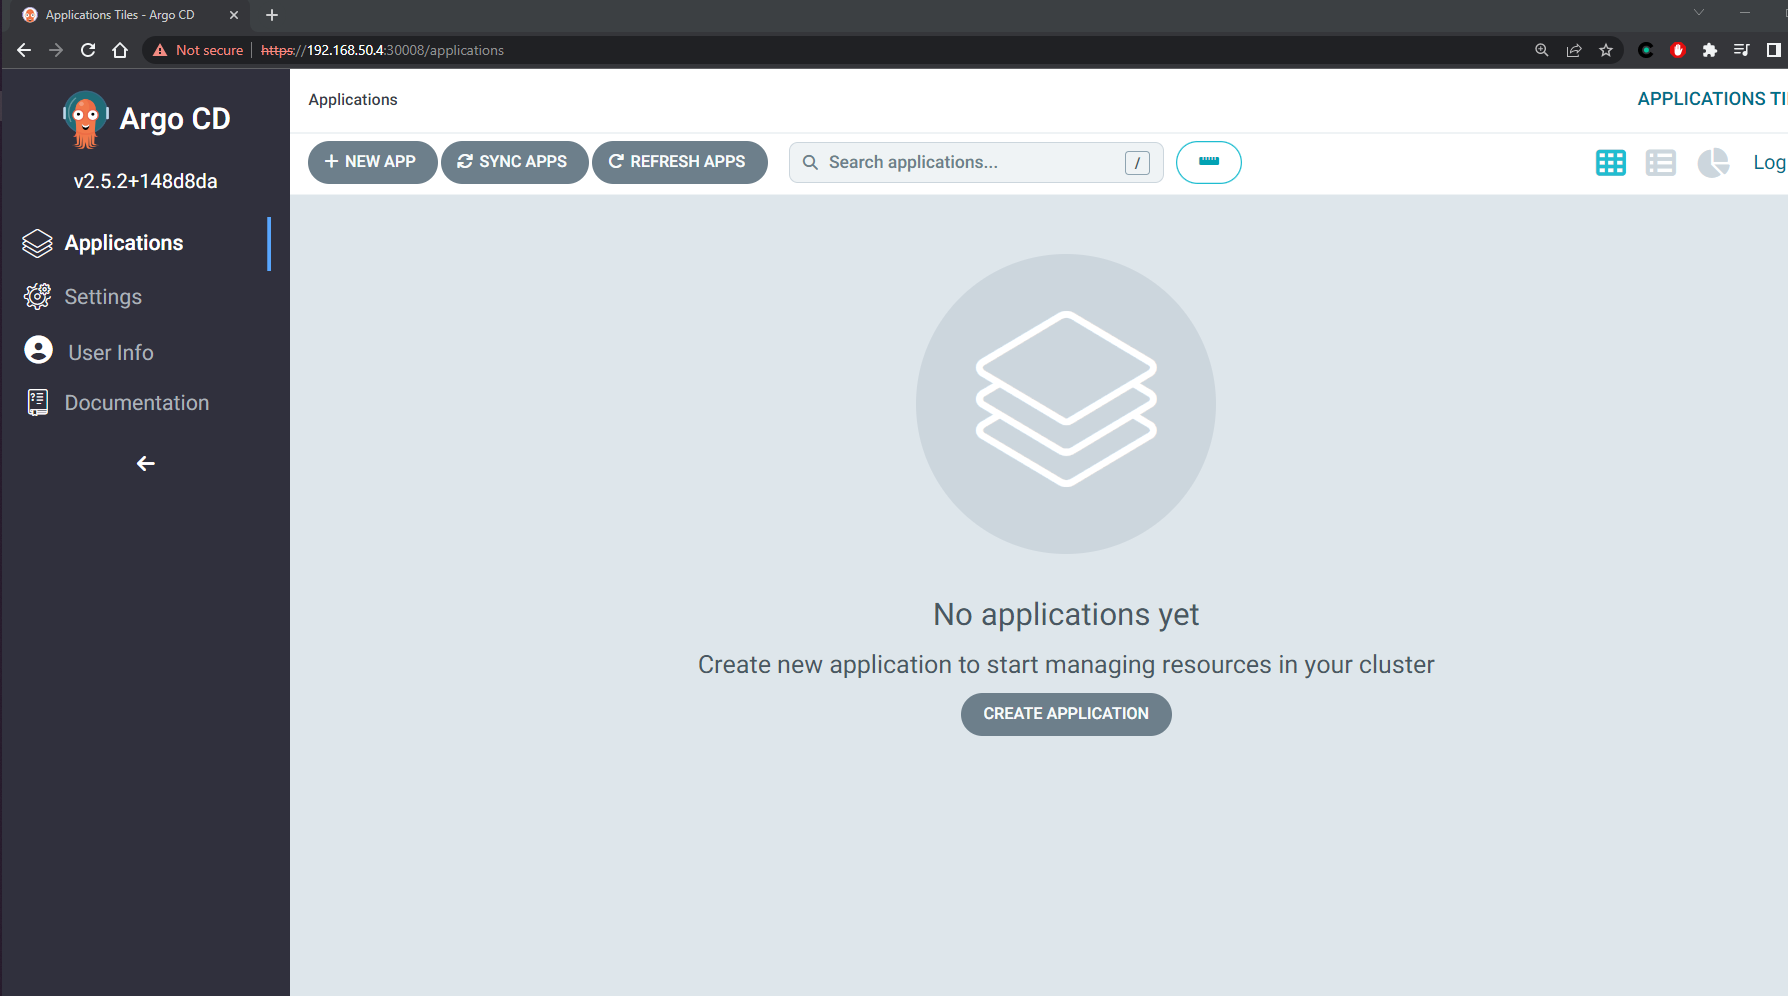 Applications Tiles - Argo CD
Not secure https://192.168.50.4:30008/applications
Argo CD
v2.5.2+148d8da
Applications
Settings
User Info
Documentation
Applications
APPLICATIONS TI
NEW APP
SYNC APPS
REFRESH APPS
Search applications...
/
Log
No applications yet
Create new application to start managing resources in your cluster
CREATE APPLICATION